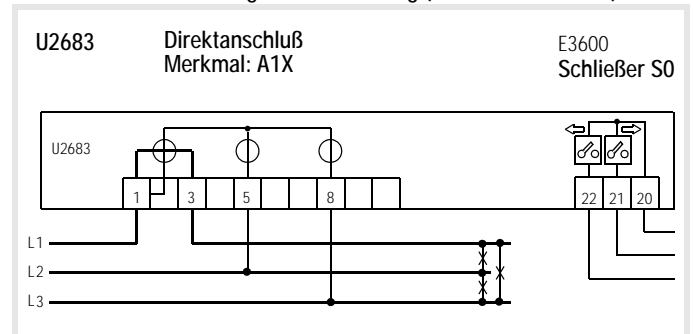 U2683 Direktanschluß E3600
Merkmal: A1X Schließer S0
U2683
1 3 5 8 22 21 20
L1
L2
L3